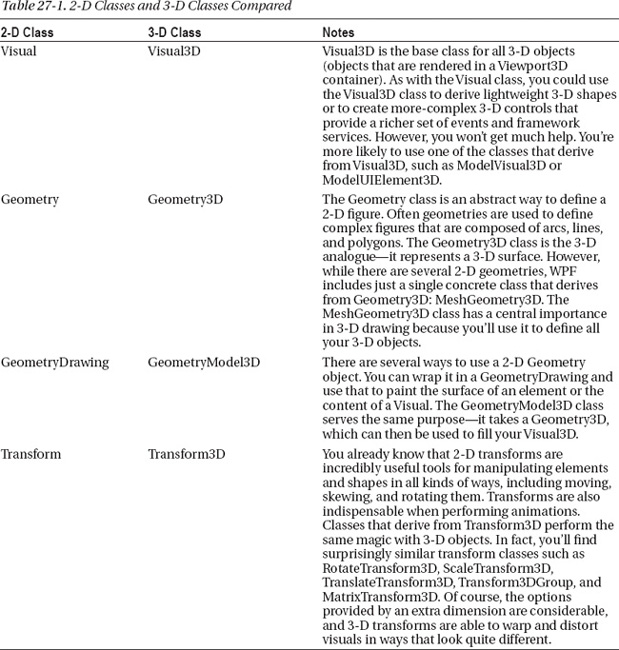 Table 27-1. 2-D Classes and 3-D Classes Compared
2-D Class 3-D Class Notes
Visual Visual3D Visual3D is the base class for all 3-D objects
(objects that are rendered in a Viewport3D
container). As with the Visual class, you could use
the Visual3D class to derive lightweight 3-D shapes
or to create more-complex 3-D controls that
provide a richer set of events and framework
services. However, you won't get much help. You're
more likely to use one of the classes that derive
from Visual3D, such as ModelVisual3D or
ModelUIElement3D.
Geometry Geometry3D The Geometry class is an abstract way to define a
2-D figure. Often geometries are used to define
complex figures that are composed of arcs, lines,
and polygons. The Geometry3D class is the 3-D
analogue—it represents a 3-D surface. However,
while there are several 2-D geometries, WPF
includes just a single concrete class that derives
from Geometry3D: MeshGeometry3D. The
MeshGeometry3D class has a central importance
in 3-D drawing because you'll use it to define all
your 3-D objects.
GeometryDrawing GeometryModel3D There are several ways to use a 2-D Geometry
object. You can wrap it in a GeometryDrawing and
use that to paint the surface of an element or the
content of a Visual. The GeometryModel3D class
serves the same purpose—it takes a Geometry3D,
which can then be used to fill your Visual3D.
Transform Transform3D You already know that 2-D transforms are
incredibly useful tools for manipulating elements
and shapes in all kinds of ways, including moving,
skewing, and rotating them. Transforms are also
indispensable when performing animations.
Classes that derive from Transform3D perform the
same magic with 3-D objects. In fact, you'll find
surprisingly similar transform classes such as
RotateTransform3D, ScaleTransform3D,
TranslateTransform3D, Transform3DGroup, and
MatrixTransform3D. Of course, the options
provided by an extra dimension are considerable,
and 3-D transforms are able to warp and distort
visuals in ways that look quite different.